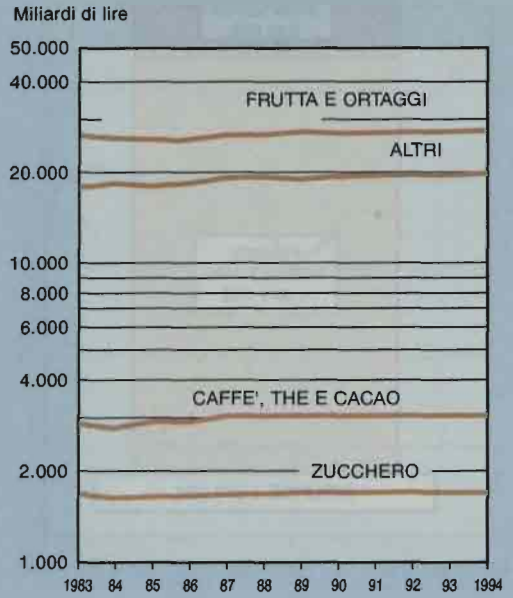 Miliardi di lire
50.000
40.000
FRUTTA E ORTAGGI
ALTRI
20.000
10.000
8.000
6.000
4.000
CAFFE', THE E CACAO
2.000
ZUCCHERO
1.000
1983 84 85 86 87 88 89 90 91 92 93 1994